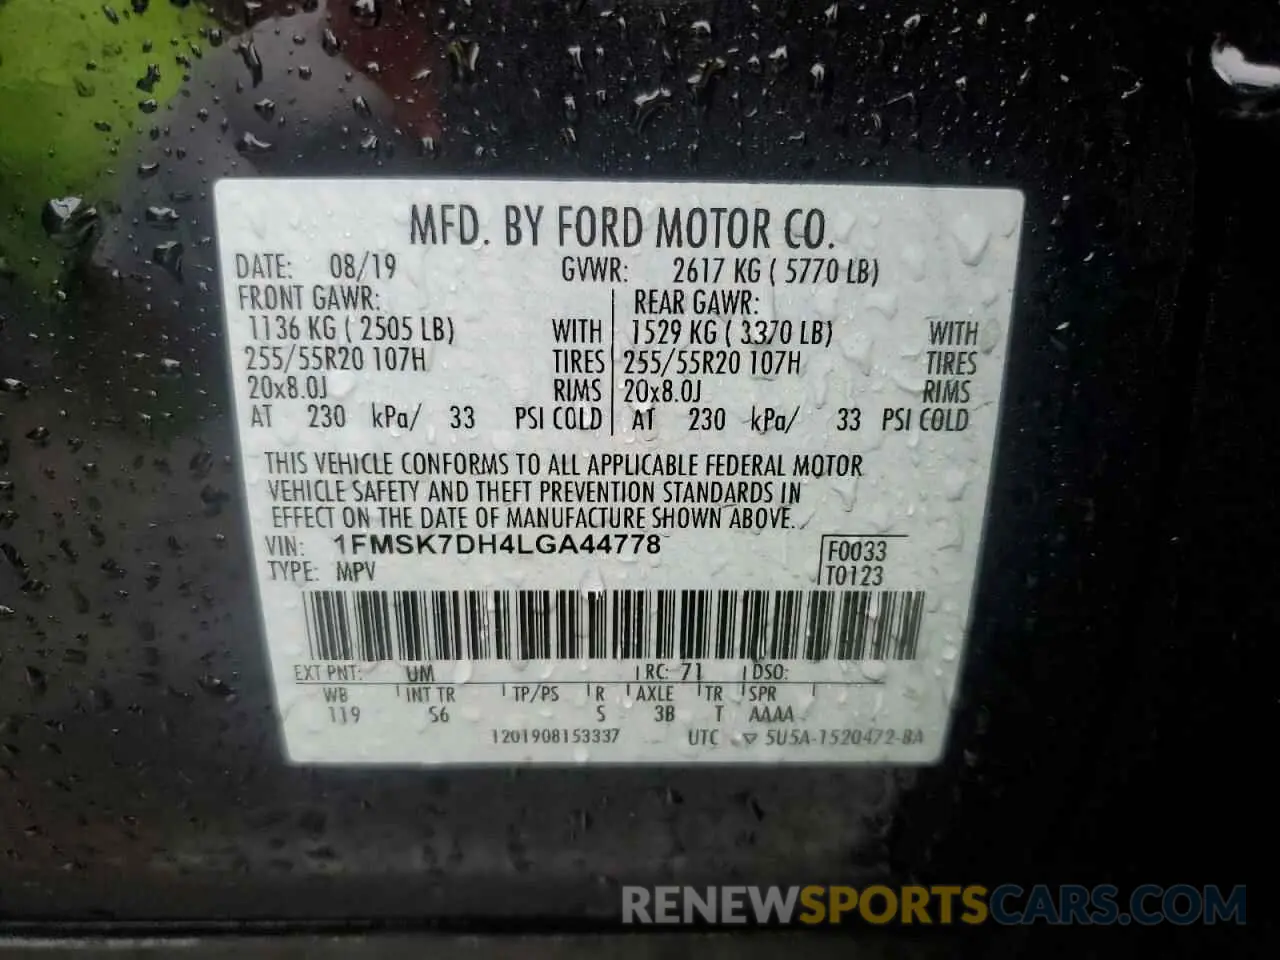 MFD. BY FORD MOTOR CO.
DATE: 08/19 GVWR: 2617 KG ( 5770 LB)
FRONT GAWR: REAR GAWR:
1136 KG ( 2505 LB) WITH 1529 KG ( 3370 LB) WITH
255/55R20 107H TIRES 255/55R20 107H TIRES
20x8.0J RIMS 20x8.0J RIMS
AT 230 kPa/ 33 PSI COLD AT 230 kPa/ 33 PSI COLD
THIS VEHICLE CONFORMS TO ALL APPLICABLE FEDERAL MOTOR
VEHICLE SAFETY AND THEFT PREVENTION STANDARDS IN
EFFECT ON THE DATE OF MANUFACTURE SHOWN ABOVE.
VIN: 1FMSK7DH4LGA44778 F0033
TYPE: MPV T0123
EXT PNT: UM RC: 71 DSO:
WB INT TR TP/PS R AXLE TR SPR
119 S6 S 3B T AAAA
1201908153337 UTC ▽ 5U5A-1520472-BA
RENEWSPORTSCARS.COM